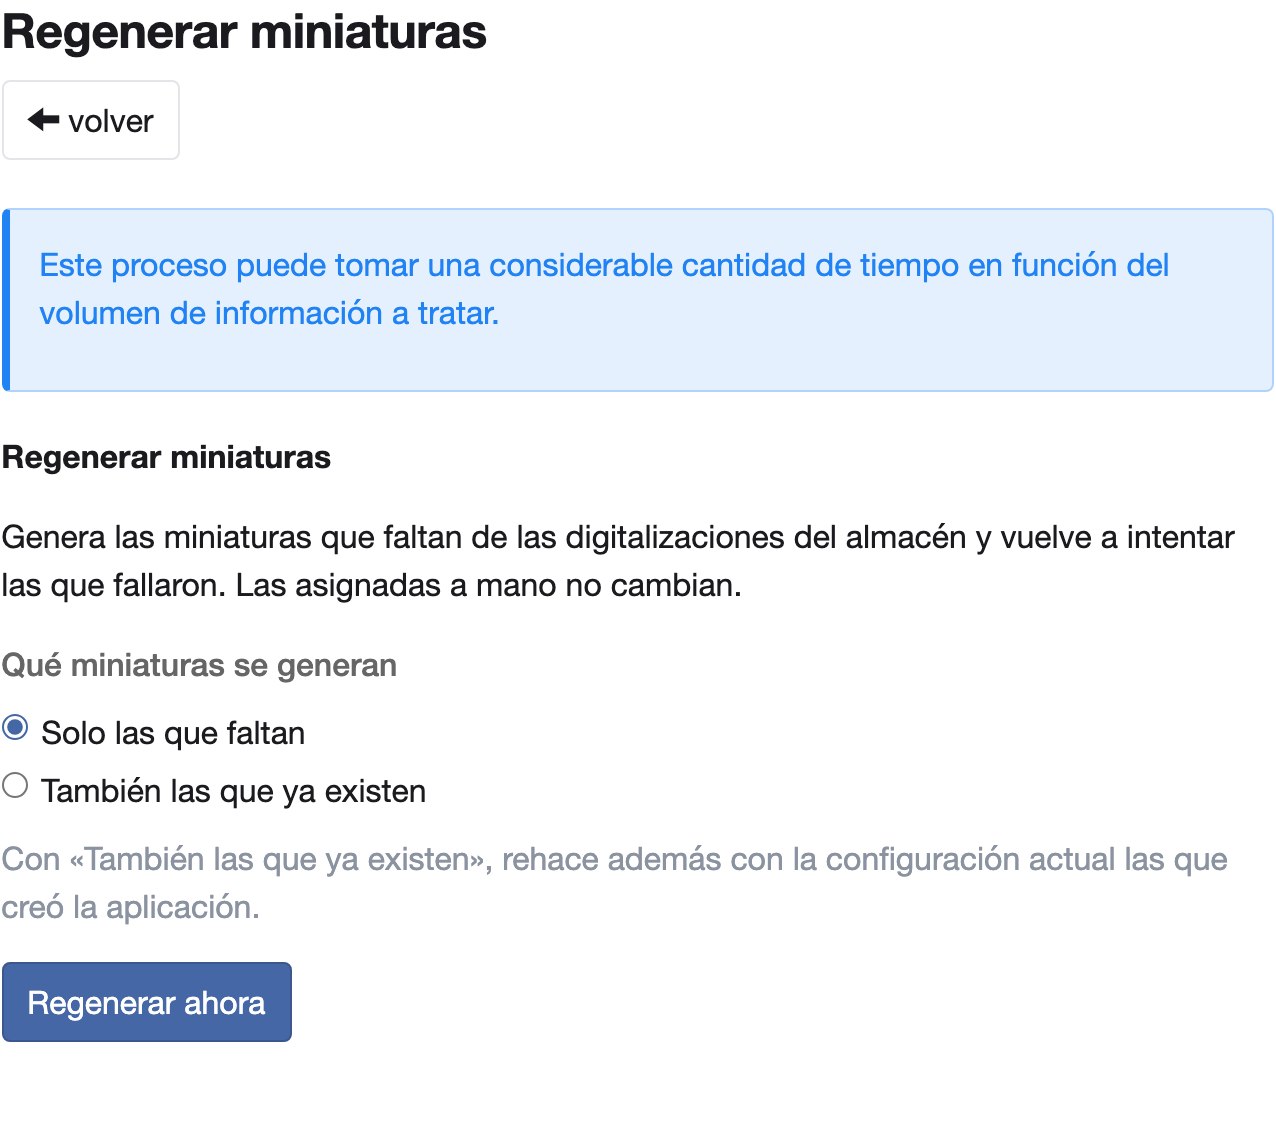 Regenerar miniaturas
volver
Este proceso puede tomar una considerable cantidad de tiempo en función del
volumen de información a tratar.
Regenerar miniaturas
Genera las miniaturas que faltan de las digitalizaciones del almacén y vuelve a intentar
las que fallaron. Las asignadas a mano no cambian.
Qué miniaturas se generan
Solo las que faltan
También las que ya existen
Con «También las que ya existen», rehace además con la configuración actual las que
creó la aplicación.
Regenerar ahora